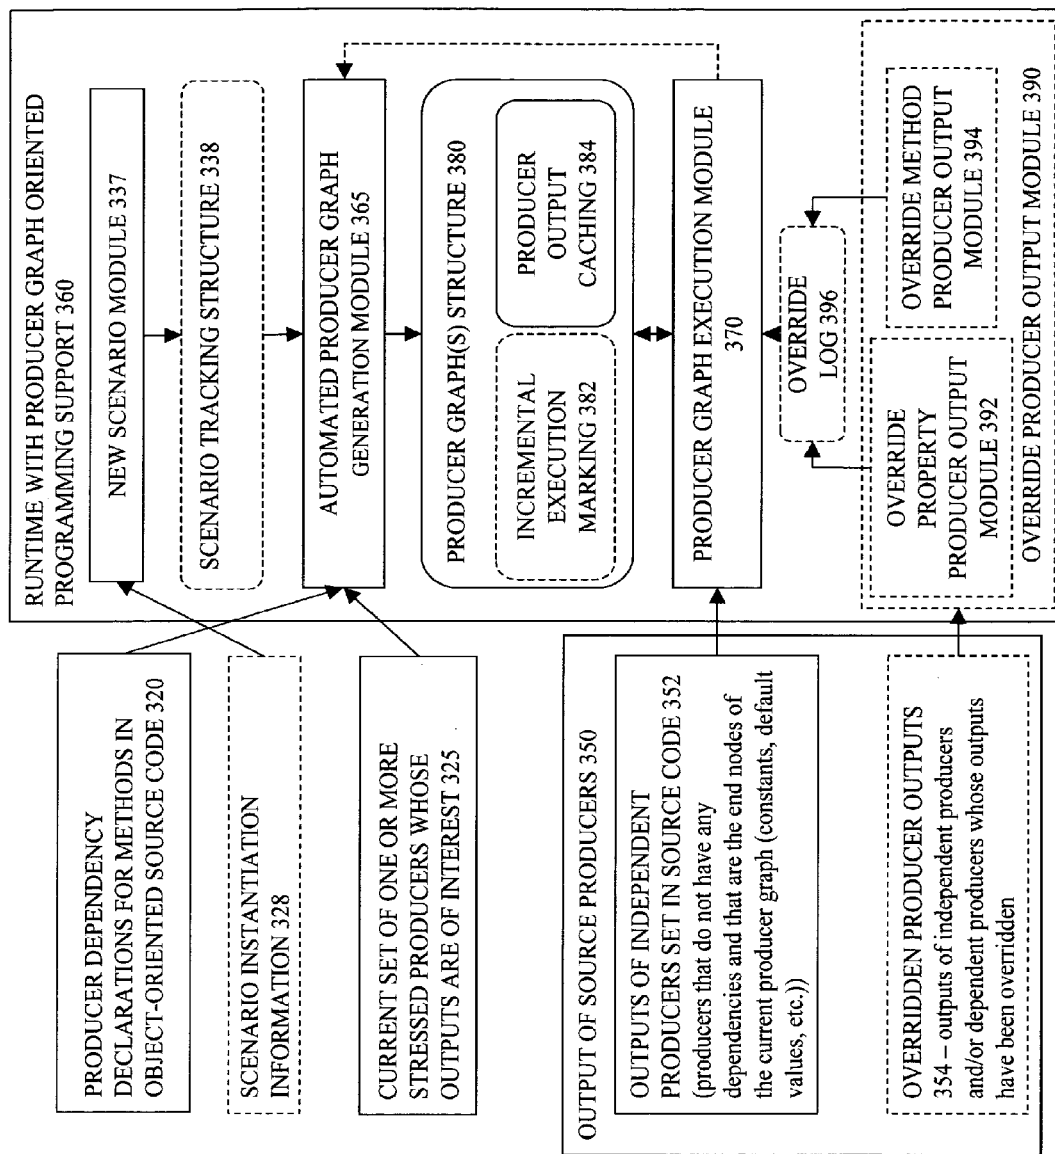 RUNTIME WITH PRODUCER GRAPH ORIENTED
PROGRAMMING SUPPORT 360
NEW SCENARIO MODULE 337
SCENARIO TRACKING STRUCTURE 338
AUTOMATED PRODUCER GRAPH
GENERATION MODULE 365
PRODUCER GRAPH(S) STRUCTURE 380
INCREMENTAL
EXECUTION
MARKING 382
PRODUCER
OUTPUT
CACHING 384
PRODUCER GRAPH EXECUTION MODULE
370
OVERRIDE
LOG 396
OVERRIDE
PROPERTY
PRODUCER OUTPUT
MODULE 392
OVERRIDE METHOD
PRODUCER OUTPUT
MODULE 394
OVERRIDE PRODUCER OUTPUT MODULE 390
PRODUCER DEPENDENCY
DECLARATIONS FOR METHODS IN
OBJECT-ORIENTED SOURCE CODE 320
SCENARIO INSTANTIATION
INFORMATION 328
CURRENT SET OF ONE OR MORE
STRESSED PRODUCERS WHOSE
OUTPUTS ARE OF INTEREST 325
OUTPUT OF SOURCE PRODUCERS 350
OUTPUTS OF INDEPENDENT
PRODUCERS SET IN SOURCE CODE 352
(producers that do not have any
dependencies and that are the end nodes of
the current producer graph (constants, default
values, etc.))
OVERRIDDEN PRODUCER OUTPUTS
354 – outputs of independent producers
and/or dependent producers whose outputs
have been overridden